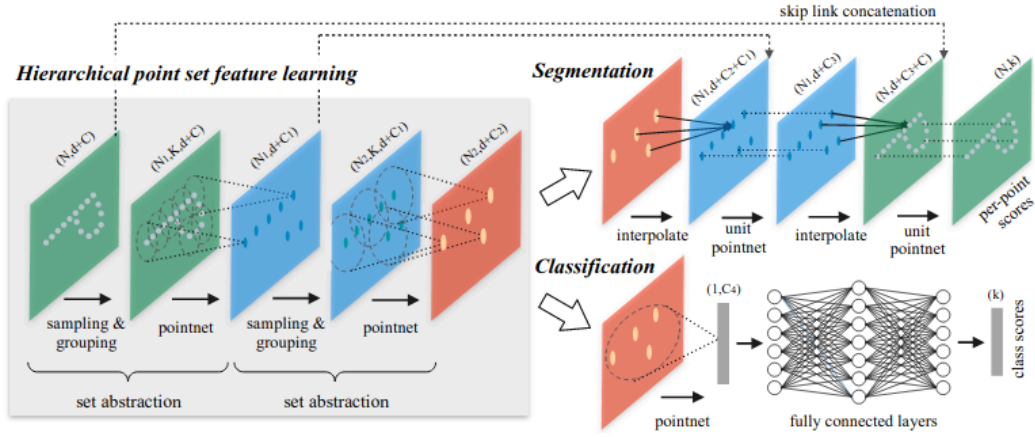 skip link concatenation
Hierarchical point set feature learning
(N,d+C)
(N1,K,d+C)
(N1,d+C1)
(N2,K,d+C1)
(N2,d+C2)
sampling &
grouping
pointnet
sampling &
grouping
pointnet
set abstraction
set abstraction
Segmentation
(N1,d+C2+C1)
(N1,d+C3)
(N,d+C3+C)
(N,k)
interpolate
unit
pointnet
interpolate
unit
pointnet
per-point
scores
Classification
(1,C4)
(k)
class scores
pointnet
fully connected layers